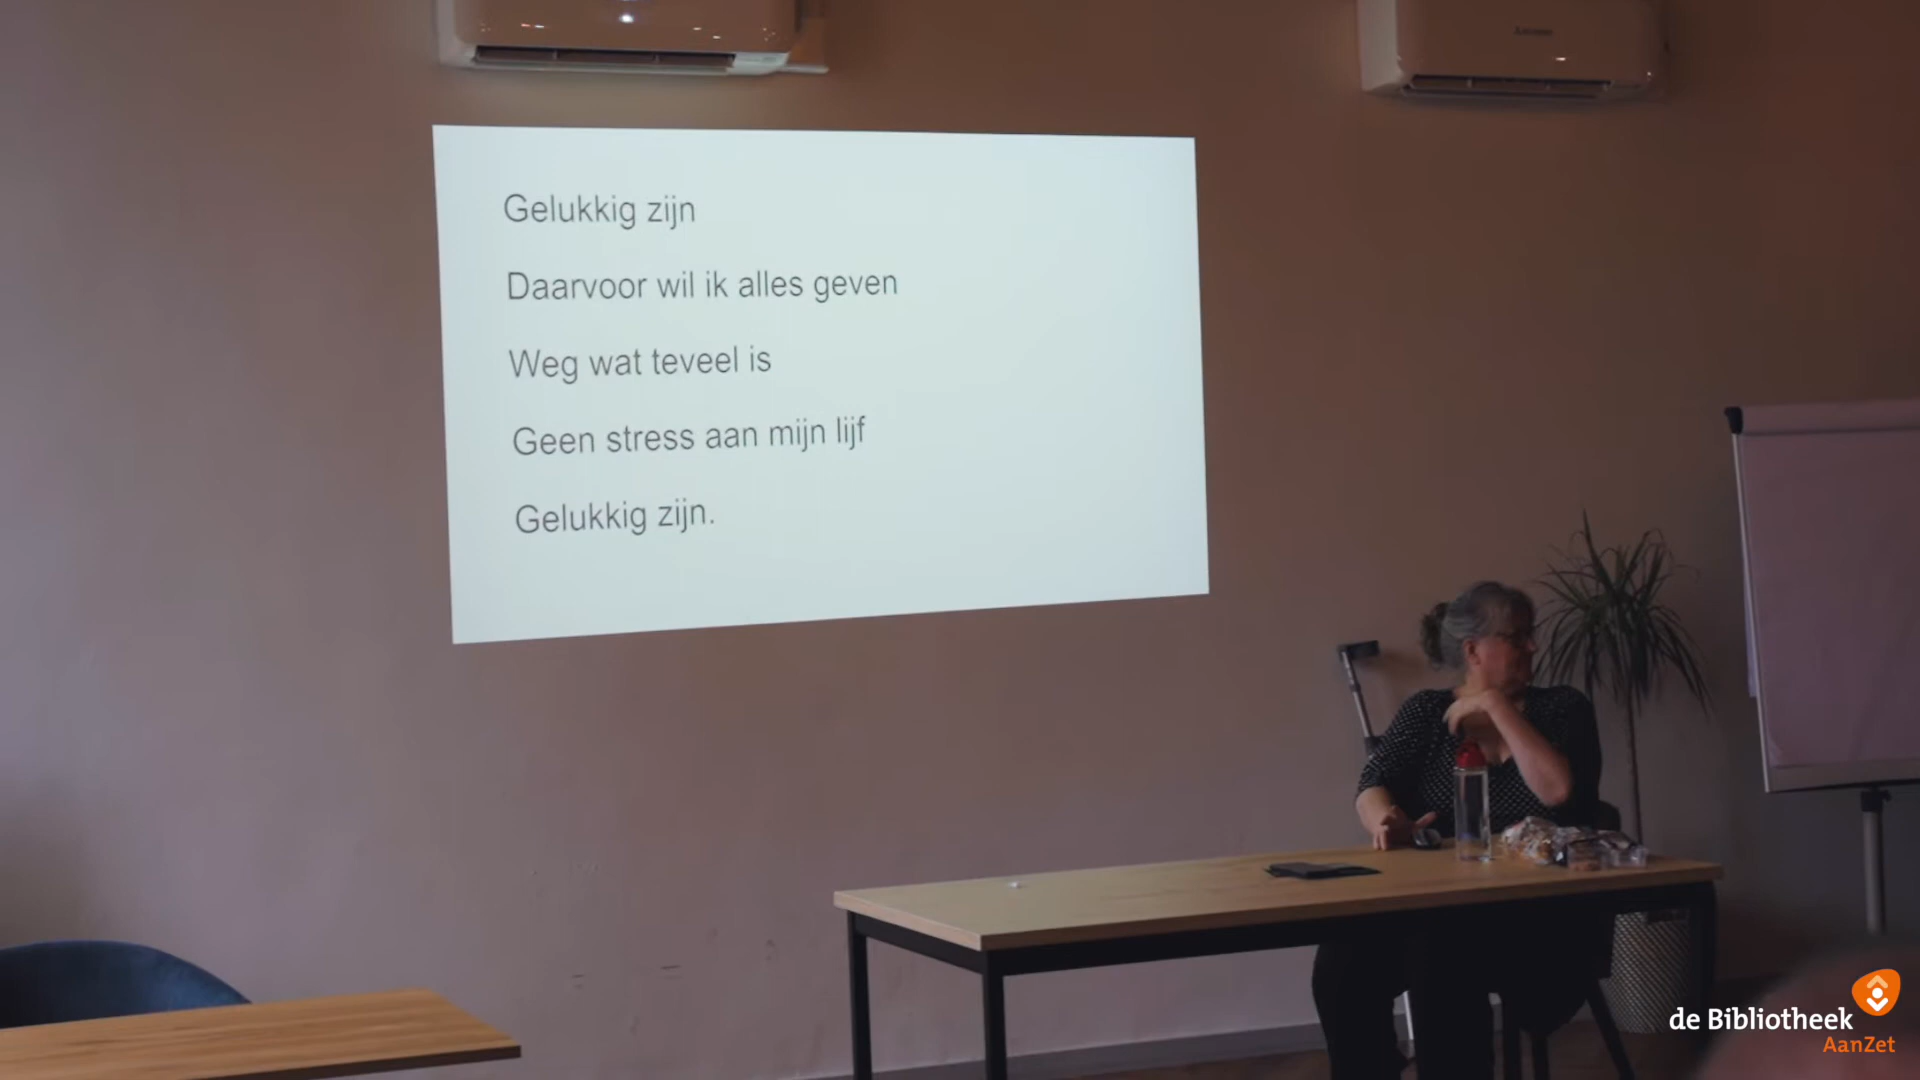 Gelukkig zijn
Daarvoor wil ik alles geven
Weg wat teveel is
Geen stress aan mijn lijf
Gelukkig zijn.
de Bibliotheek
AanZet